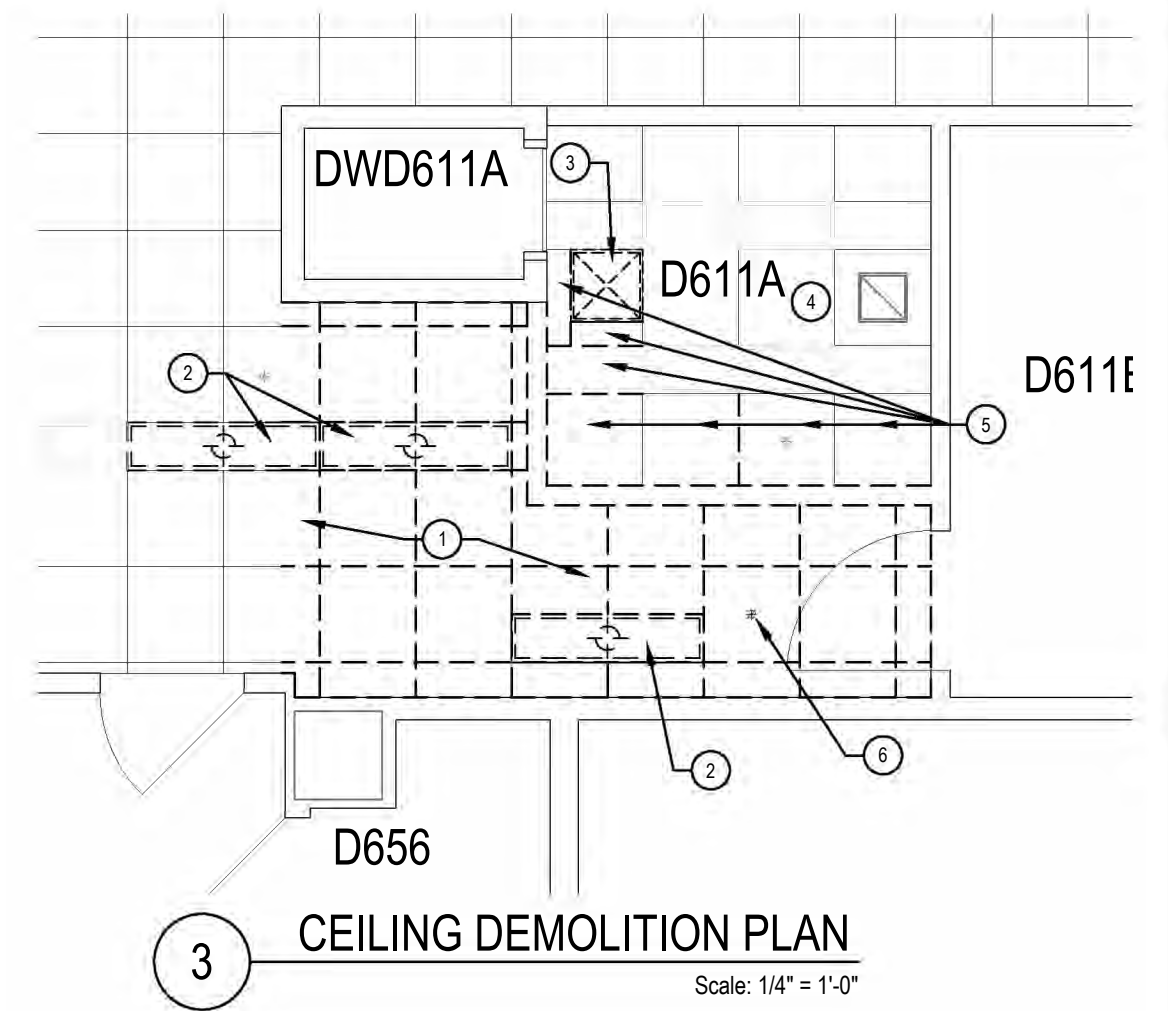 DWD611A
3
D611A
4
D611E
2
5
1
2
6
D656
3
CEILING DEMOLITION PLAN
Scale: 1/4" = 1'-0"